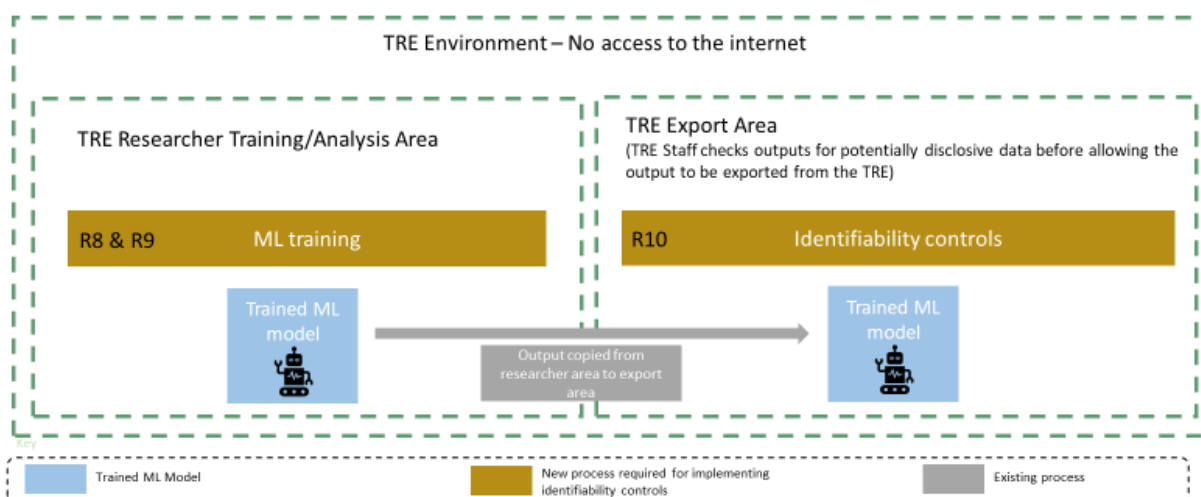 TRE Environment – No access to the internet
TRE Researcher Training/Analysis Area
TRE Export Area
(TRE Staff checks outputs for potentially disclosive data before allowing the
output to be exported from the TRE)
R8 & R9 ML training
R10 Identifiability controls
Trained ML
model
Output copied from
researcher area to export
area
Trained ML
model
Key
Trained ML Model
New process required for implementing
identifiability controls
Existing process